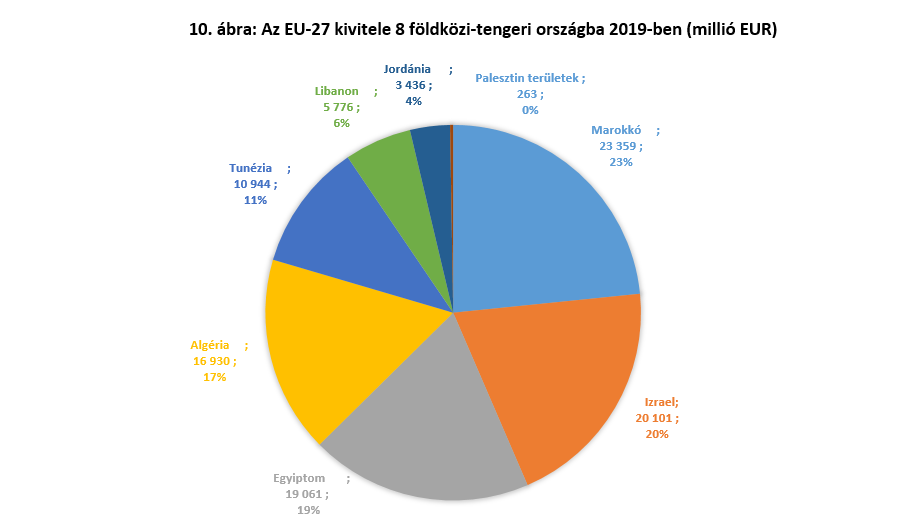 10. ábra: Az EU-27 kivitele 8 földközi-tengeri országba 2019-ben (millió EUR)
Palesztin területek ;
263 ;
0%
Marokkó ;
23 359 ;
23%
Izrael;
20 101 ;
20%
Egyiptom ;
19 061 ;
19%
Algéria ;
16 930 ;
17%
Tunézia ;
10 944 ;
11%
Libanon ;
5 776 ;
6%
Jordánia ;
3 436 ;
4%